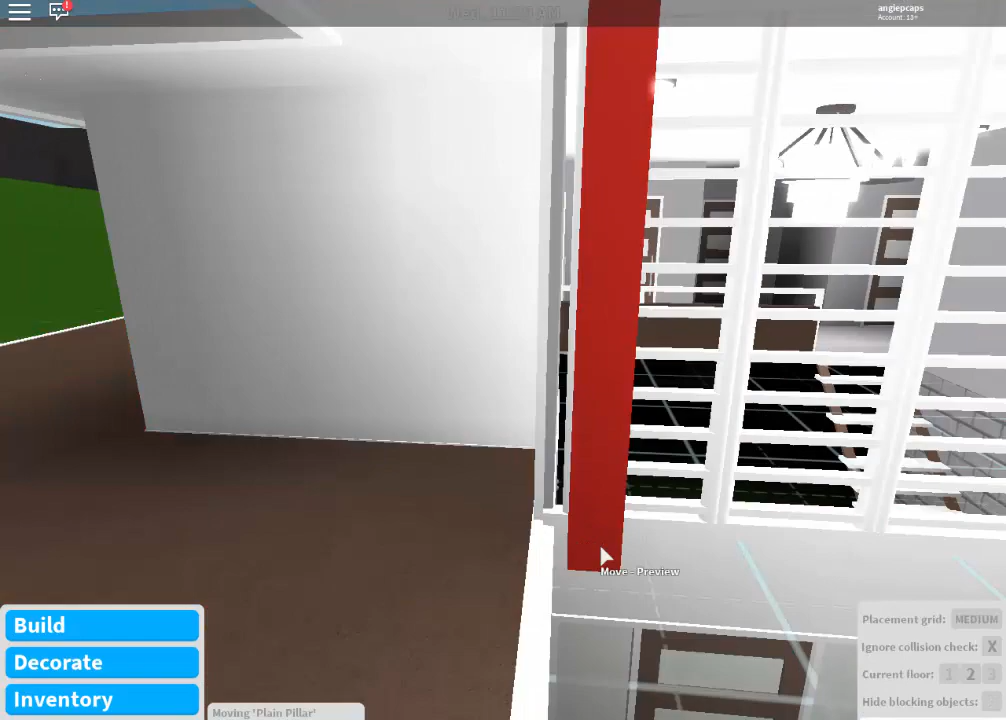 angiepcaps
Account: 13+
Move - Preview
Build
Decorate
Inventory
Moving 'Plain Pillar'
Placement grid: MEDIUM
Ignore collision check: X
Current floor: 1 2 3
Hide blocking objects: